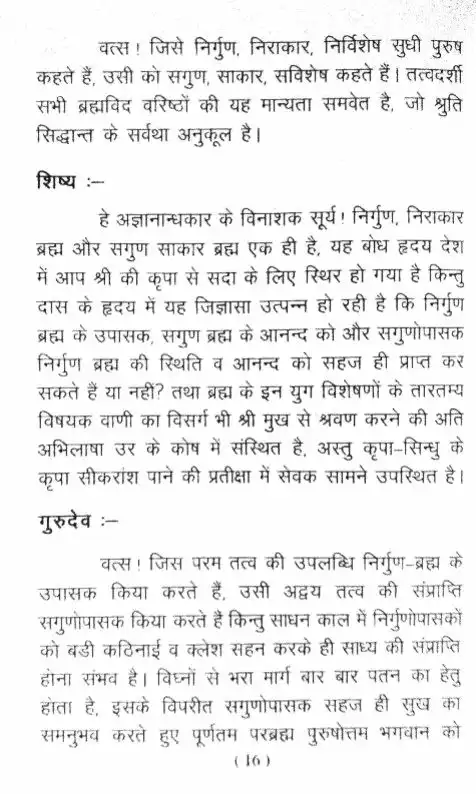 वत्स ! जिसे निर्गुण, निराकार, निर्विशेष सुधी पुरुष
कहते हैं, उसी को सगुण, साकार, सविशेष कहते हैं। तत्वदर्शी
सभी ब्रह्मविद वरिष्ठों की यह मान्यता समवेत है, जो श्रुति
सिद्धान्त के सर्वथा अनुकूल है।
शिष्य :–
हे अज्ञानान्धकार के विनाशक सूर्य ! निर्गुण, निराकार
ब्रह्म और सगुण साकार ब्रह्म एक ही है, यह बोध हृदय देश
में आप श्री की कृपा से सदा के लिए स्थिर हो गया है किन्तु
दास के हृदय में यह जिज्ञासा उत्पन्न हो रही है कि निर्गुण
ब्रह्म के उपासक, सगुण ब्रह्म के आनन्द को और सगुणोपासक
निर्गुण ब्रह्म की स्थिति व आनन्द को सहज ही प्राप्त कर
सकते हैं या नहीं? तथा ब्रह्म के इन युग विशेषणों के तारतम्य
विषयक वाणी का विसर्ग भी श्री मुख से श्रवण करने की अति
अभिलाषा उर के कोष में संस्थित है, अस्तु कृपा–सिन्धु के
कृपा सीकरांश पाने की प्रतीक्षा में सेवक सामने उपस्थित है।
गुरुदेव :–
वत्स ! जिस परम तत्व की उपलब्धि निर्गुण–ब्रह्म के
उपासक किया करते हैं, उसी अद्वय तत्व की संप्राप्ति
सगुणोपासक किया करते हैं किन्तु साधन काल में निर्गुणोपासकों
को बडी कठिनाई व क्लेश सहन करके ही साध्य की संप्राप्ति
होना संभव है। विघ्नों से भरा मार्ग बार बार पतन का हेतु
होता है, इसके विपरीत सगुणोपासक सहज ही सुख का
समनुभव करते हुए पूर्णतम परब्रह्म पुरुषोत्तम भगवान को
( 16 )